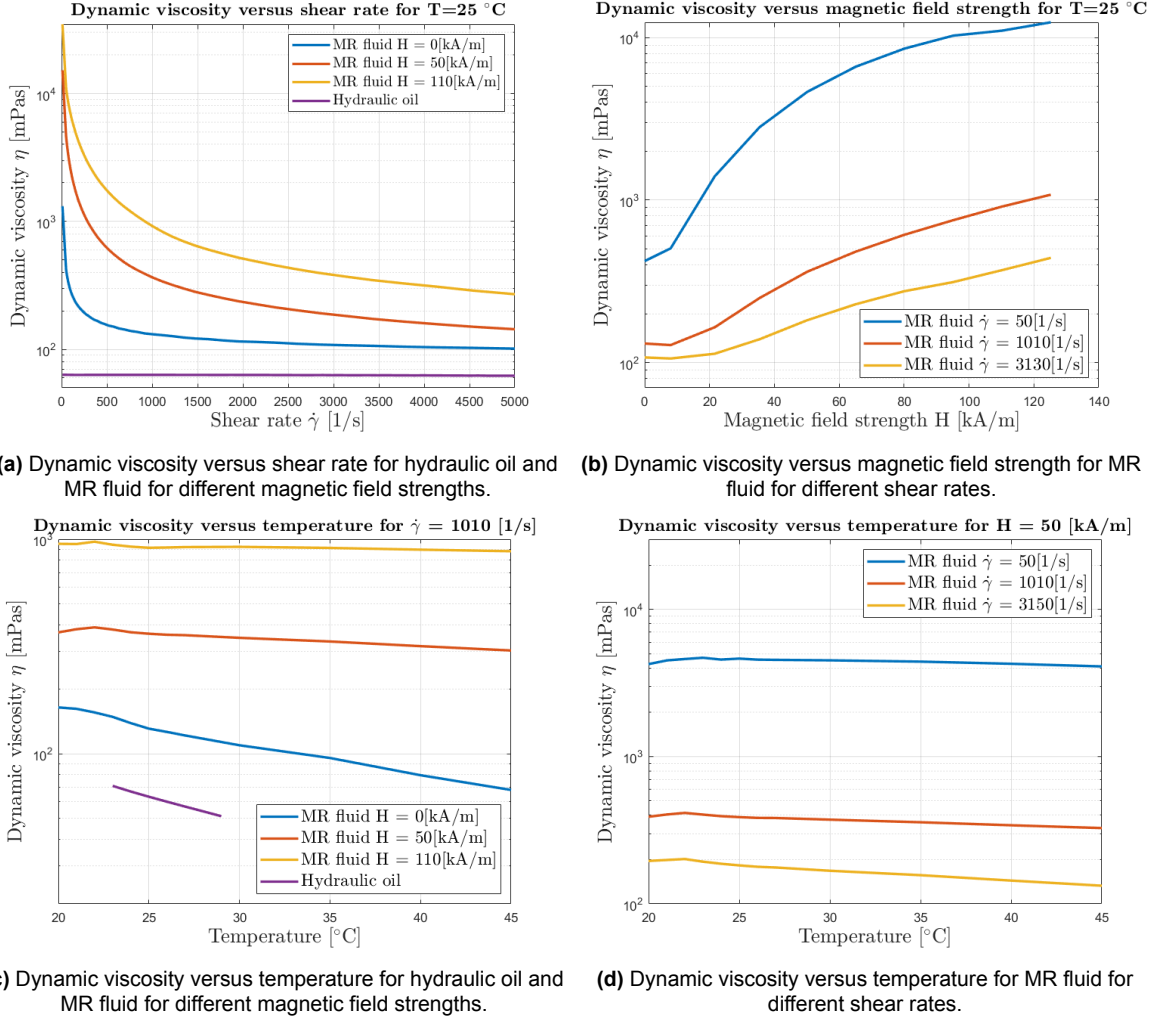 Dynamic viscosity versus shear rate for T=25 °C
Dynamic viscosity η [mPas]
10^4
10^3
10^2
MR fluid H = 0[kA/m]
MR fluid H = 50[kA/m]
MR fluid H = 110[kA/m]
Hydraulic oil
0 500 1000 1500 2000 2500 3000 3500 4000 4500 5000
Shear rate γ̇ [1/s]
(a) Dynamic viscosity versus shear rate for hydraulic oil and
MR fluid for different magnetic field strengths.
Dynamic viscosity versus magnetic field strength for T=25 °C
Dynamic viscosity η [mPas]
10^4
10^3
10^2
MR fluid γ̇ = 50[1/s]
MR fluid γ̇ = 1010[1/s]
MR fluid γ̇ = 3130[1/s]
0 20 40 60 80 100 120 140
Magnetic field strength H [kA/m]
(b) Dynamic viscosity versus magnetic field strength for MR
fluid for different shear rates.
Dynamic viscosity versus temperature for γ̇ = 1010 [1/s]
Dynamic viscosity η [mPas]
10^3
10^2
MR fluid H = 0[kA/m]
MR fluid H = 50[kA/m]
MR fluid H = 110[kA/m]
Hydraulic oil
20 25 30 35 40 45
Temperature [°C]
) Dynamic viscosity versus temperature for hydraulic oil and
MR fluid for different magnetic field strengths.
Dynamic viscosity versus temperature for H = 50 [kA/m]
Dynamic viscosity η [mPas]
10^4
10^3
10^2
MR fluid γ̇ = 50[1/s]
MR fluid γ̇ = 1010[1/s]
MR fluid γ̇ = 3150[1/s]
20 25 30 35 40 45
Temperature [°C]
(d) Dynamic viscosity versus temperature for MR fluid for
different shear rates.